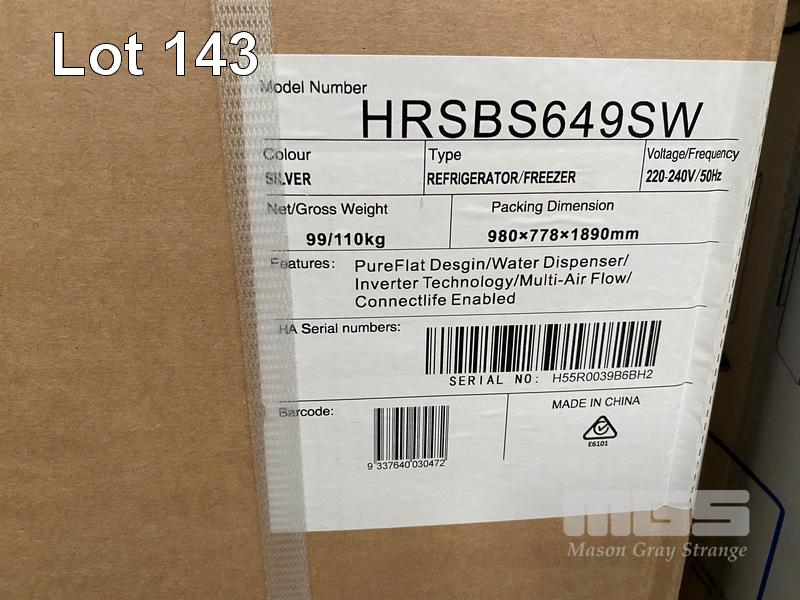 Lot 143
Model Number
HRSBS649SW
Colour
Type
Voltage/Frequency
SILVER
REFRIGERATOR/FREEZER
220-240V/50Hz
Net/Gross Weight
Packing Dimension
99/110kg
980×778×1890mm
Features: PureFlat Desgin/Water Dispenser/
Inverter Technology/Multi-Air Flow/
Connectlife Enabled
HA Serial numbers:
SERIAL NO: H55R0039B6BH2
Barcode:
MADE IN CHINA
E6101
9 337640 030472
MGS
Mason Gray Strange